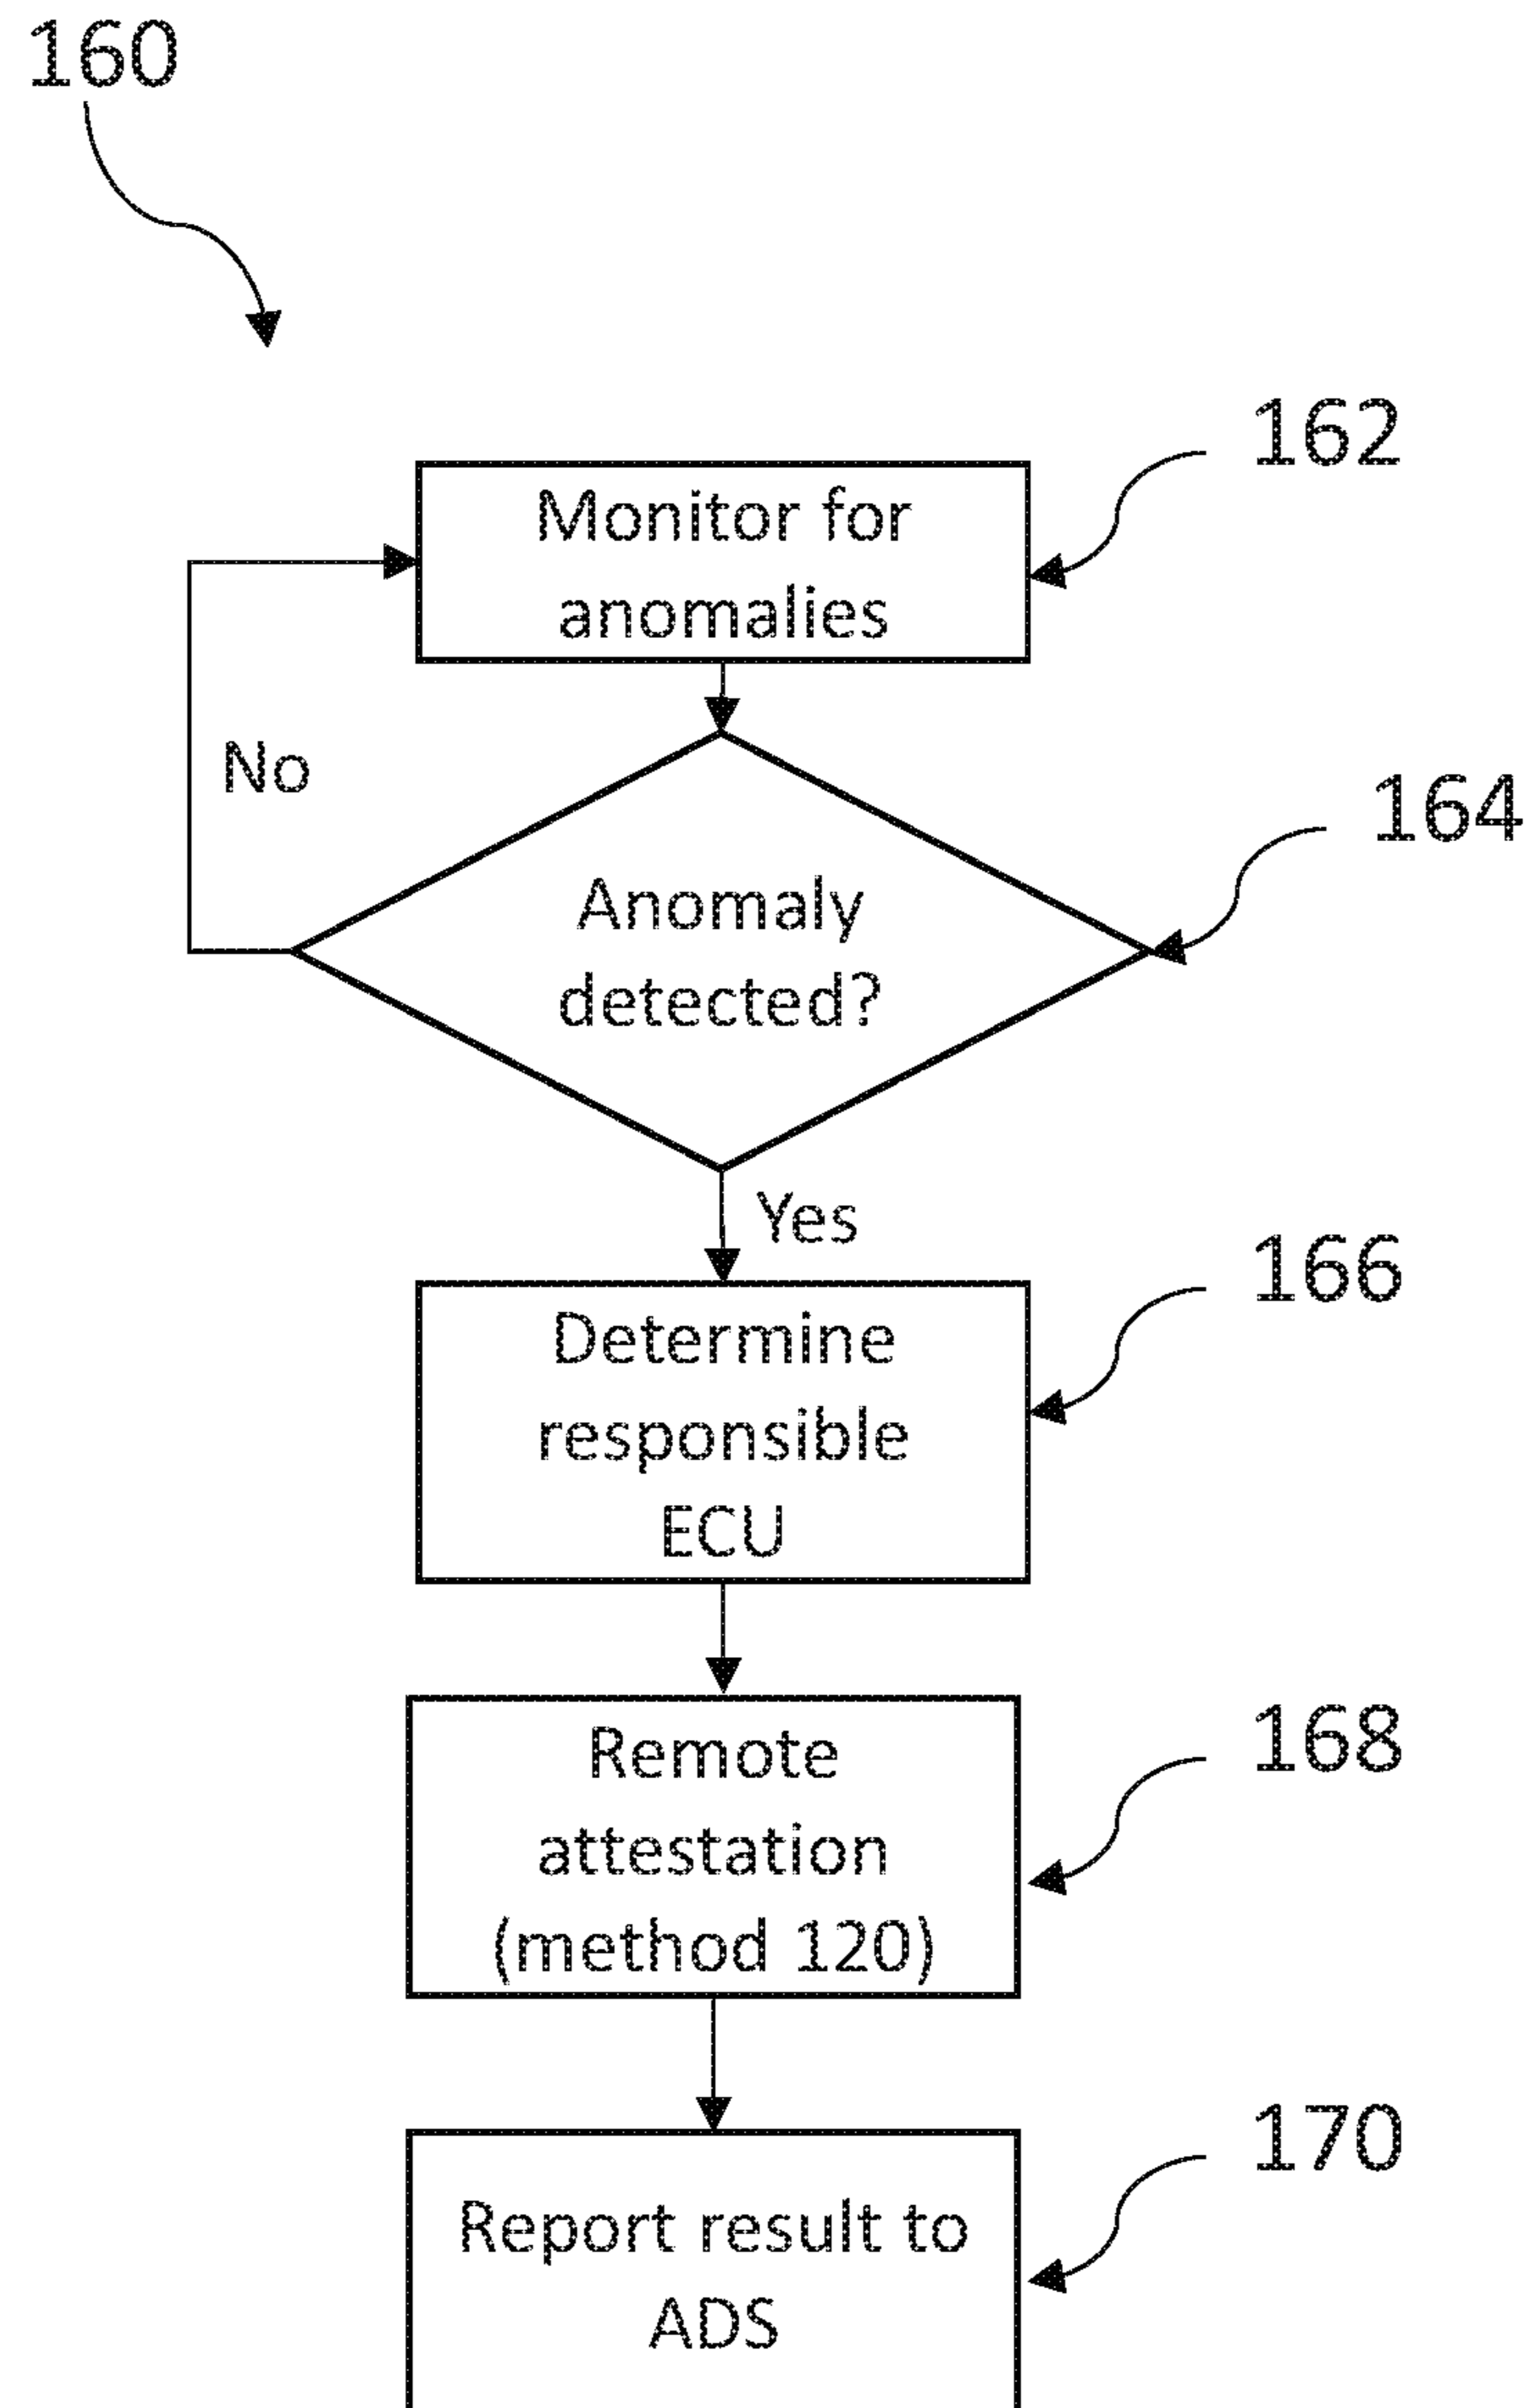 160
162
Monitor for
anomalies
No
164
Anomaly
detected?
Yes
166
Determine
responsible
ECU
168
Remote
attestation
(method 120)
170
Report result to
ADS